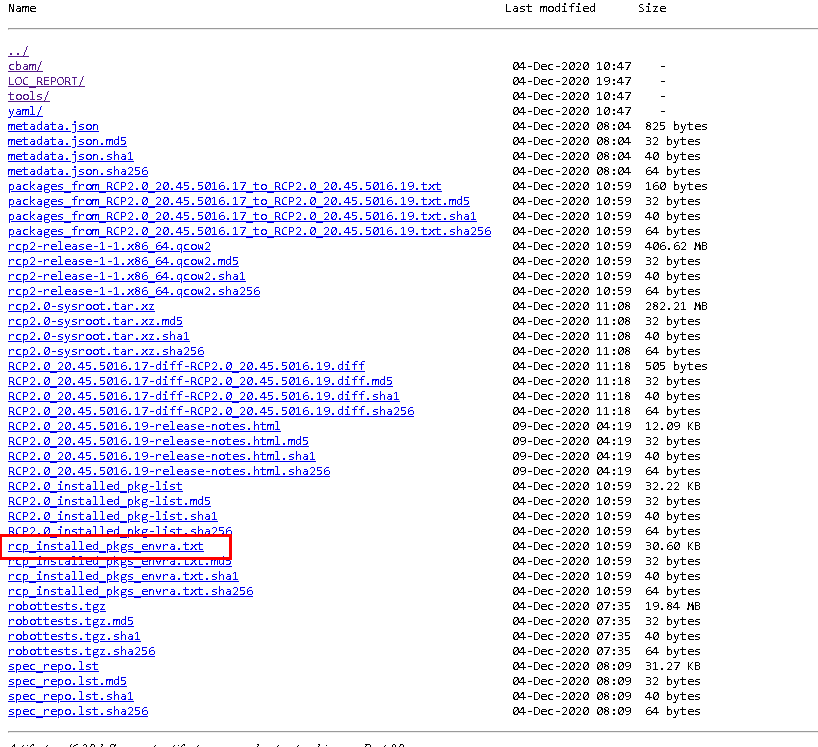 Name Last modified Size
../
cbam/ 04-Dec-2020 10:47 -
LOC_REPORT/ 04-Dec-2020 19:47 -
tools/ 04-Dec-2020 10:47 -
yaml/ 04-Dec-2020 10:47 -
metadata.json 04-Dec-2020 08:04 825 bytes
metadata.json.md5 04-Dec-2020 08:04 32 bytes
metadata.json.sha1 04-Dec-2020 08:04 40 bytes
metadata.json.sha256 04-Dec-2020 08:04 64 bytes
packages_from_RCP2.0_20.45.5016.17_to_RCP2.0_20.45.5016.19.txt 04-Dec-2020 10:59 160 bytes
packages_from_RCP2.0_20.45.5016.17_to_RCP2.0_20.45.5016.19.txt.md5 04-Dec-2020 10:59 32 bytes
packages_from_RCP2.0_20.45.5016.17_to_RCP2.0_20.45.5016.19.txt.sha1 04-Dec-2020 10:59 40 bytes
packages_from_RCP2.0_20.45.5016.17_to_RCP2.0_20.45.5016.19.txt.sha256 04-Dec-2020 10:59 64 bytes
rcp2-release-1-1.x86_64.qcow2 04-Dec-2020 10:59 406.62 MB
rcp2-release-1-1.x86_64.qcow2.md5 04-Dec-2020 10:59 32 bytes
rcp2-release-1-1.x86_64.qcow2.sha1 04-Dec-2020 10:59 40 bytes
rcp2-release-1-1.x86_64.qcow2.sha256 04-Dec-2020 10:59 64 bytes
rcp2.0-sysroot.tar.xz 04-Dec-2020 11:08 282.21 MB
rcp2.0-sysroot.tar.xz.md5 04-Dec-2020 11:08 32 bytes
rcp2.0-sysroot.tar.xz.sha1 04-Dec-2020 11:08 40 bytes
rcp2.0-sysroot.tar.xz.sha256 04-Dec-2020 11:08 64 bytes
RCP2.0_20.45.5016.17-diff-RCP2.0_20.45.5016.19.diff 04-Dec-2020 11:18 505 bytes
RCP2.0_20.45.5016.17-diff-RCP2.0_20.45.5016.19.diff.md5 04-Dec-2020 11:18 32 bytes
RCP2.0_20.45.5016.17-diff-RCP2.0_20.45.5016.19.diff.sha1 04-Dec-2020 11:18 40 bytes
RCP2.0_20.45.5016.17-diff-RCP2.0_20.45.5016.19.diff.sha256 04-Dec-2020 11:18 64 bytes
RCP2.0_20.45.5016.19-release-notes.html 09-Dec-2020 04:19 12.09 KB
RCP2.0_20.45.5016.19-release-notes.html.md5 09-Dec-2020 04:19 32 bytes
RCP2.0_20.45.5016.19-release-notes.html.sha1 09-Dec-2020 04:19 40 bytes
RCP2.0_20.45.5016.19-release-notes.html.sha256 09-Dec-2020 04:19 64 bytes
RCP2.0_installed_pkg-list 04-Dec-2020 10:59 32.22 KB
RCP2.0_installed_pkg-list.md5 04-Dec-2020 10:59 32 bytes
RCP2.0_installed_pkg-list.sha1 04-Dec-2020 10:59 40 bytes
RCP2.0_installed_pkg-list.sha256 04-Dec-2020 10:59 64 bytes
rcp_installed_pkgs_envra.txt 04-Dec-2020 10:59 30.60 KB
rcp_installed_pkgs_envra.txt.md5 04-Dec-2020 10:59 32 bytes
rcp_installed_pkgs_envra.txt.sha1 04-Dec-2020 10:59 40 bytes
rcp_installed_pkgs_envra.txt.sha256 04-Dec-2020 10:59 64 bytes
robottests.tgz 04-Dec-2020 07:35 19.84 MB
robottests.tgz.md5 04-Dec-2020 07:35 32 bytes
robottests.tgz.sha1 04-Dec-2020 07:35 40 bytes
robottests.tgz.sha256 04-Dec-2020 07:35 64 bytes
spec_repo.lst 04-Dec-2020 08:09 31.27 KB
spec_repo.lst.md5 04-Dec-2020 08:09 32 bytes
spec_repo.lst.sha1 04-Dec-2020 08:09 40 bytes
spec_repo.lst.sha256 04-Dec-2020 08:09 64 bytes